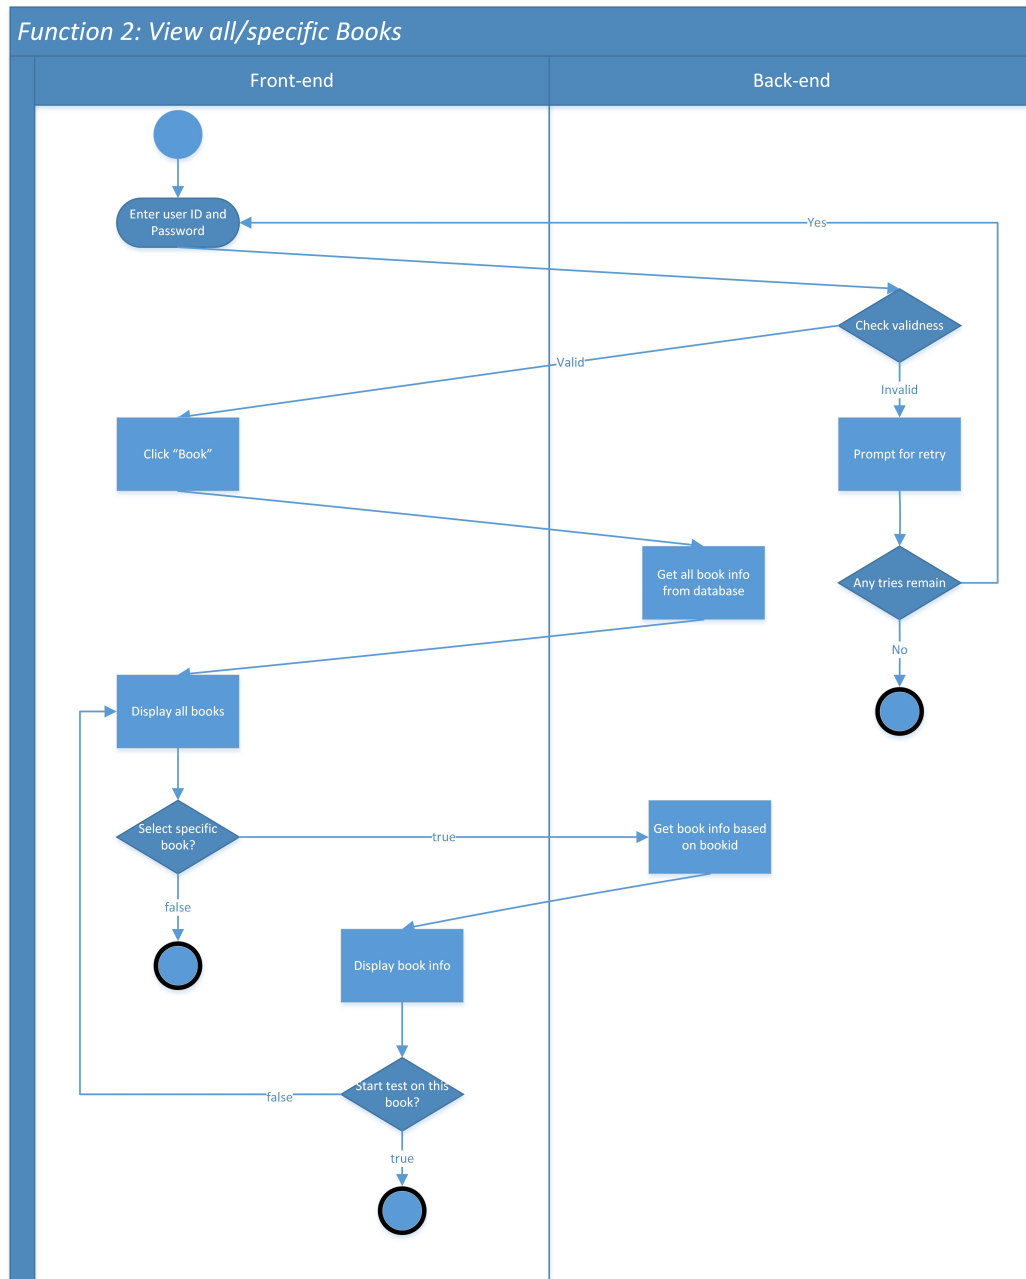 Function 2: View all/specific Books
Front-end
Back-end
Enter user ID and
Password
Yes
Check validness
Valid
Invalid
Click “Book”
Prompt for retry
Get all book info
from database
Any tries remain
No
Display all books
Select specific
book?
true
Get book info based
on bookid
false
Display book info
Start test on this
book?
false
true